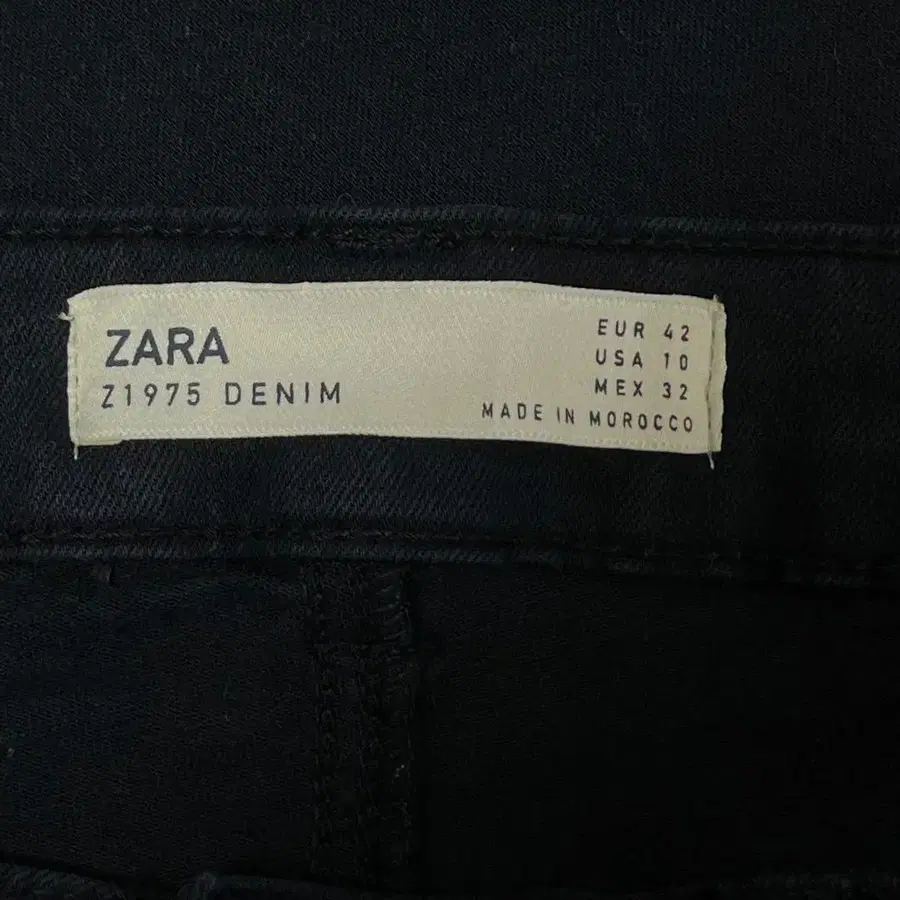 ZARA
Z1975 DENIM
EUR 42
USA 10
MEX 32
MADE IN MOROCCO